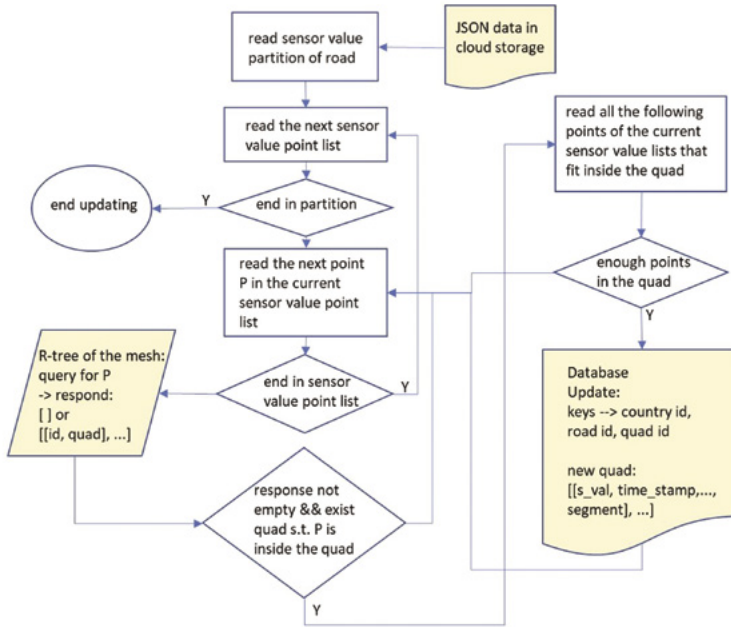 read sensor value
partition of road
JSON data in
cloud storage
read the next sensor
value point list
read all the following
points of the current
sensor value lists that
fit inside the quad
end updating
Y
end in partition
read the next point
P in the current
sensor value point
list
enough points
in the quad
Y
R-tree of the mesh:
query for P
-> respond:
[ ] or
[[id, quad], ...]
end in sensor
value point list
Y
Database
Update:
keys --> country id,
road id, quad id
new quad:
[[s_val, time_stamp,...,
segment], ...]
response not
empty && exist
quad s.t. P is
inside the quad
Y